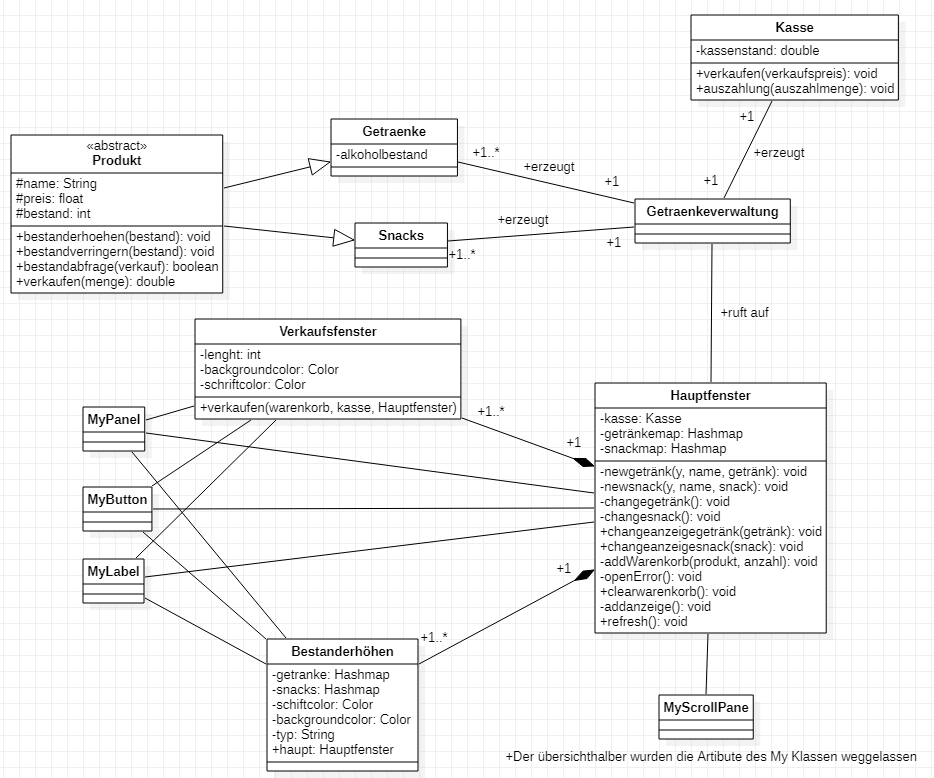 Kasse
-kassenstand: double
+verkaufen(verkaufspreis): void
+auszahlung(auszahlmenge): void
+1
+erzeugt
+1
«abstract»
Produkt
#name: String
#preis: float
#bestand: int
+bestanderhoehen(bestand): void
+bestandverringern(bestand): void
+bestandabfrage(verkauf): boolean
+verkaufen(menge): double
Getraenke
-alkoholbestand
+1..*
+erzeugt
+1
Snacks
+1..*
+erzeugt
+1
Getraenkeverwaltung
+ruft auf
Verkaufsfenster
-lenght: int
-backgroundcolor: Color
-schriftcolor: Color
+verkaufen(warenkorb, kasse, Hauptfenster)
+1..*
+1
MyPanel
MyButton
MyLabel
Hauptfenster
-kasse: Kasse
-getränkemap: Hashmap
-snackmap: Hashmap
-newgetränk(y, name, getränk): void
-newsnack(y, name, snack): void
-changegetränk(): void
-changesnack(): void
+changeanzeigegetränk(getränk): void
+changeanzeigesnack(snack): void
-addWarenkorb(produkt, anzahl): void
-openError(): void
+clearwarenkorb(): void
-addanzeige(): void
+refresh(): void
+1
+1..*
Bestanderhöhen
-getranke: Hashmap
-snacks: Hashmap
-schiftcolor: Color
-backgroundcolor: Color
-typ: String
+haupt: Hauptfenster
MyScrollPane
+Der übersichthalber wurden die Artibute des My Klassen weggelassen